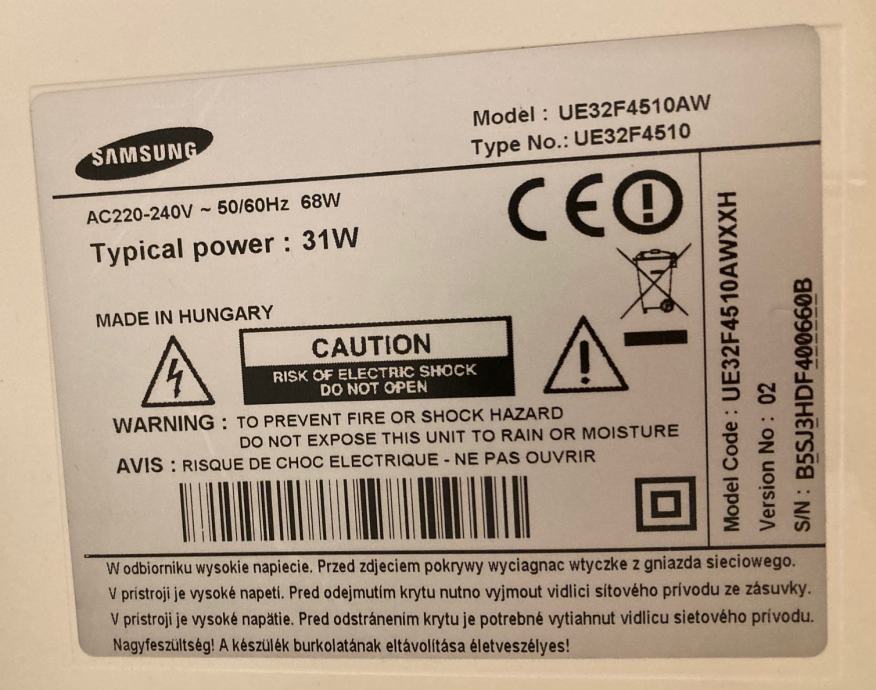 SAMSUNG
Model : UE32F4510AW
Type No.: UE32F4510
AC220-240V ~ 50/60Hz 68W
Typical power : 31W
CE
MADE IN HUNGARY
CAUTION
RISK OF ELECTRIC SHOCK
DO NOT OPEN
WARNING : TO PREVENT FIRE OR SHOCK HAZARD
DO NOT EXPOSE THIS UNIT TO RAIN OR MOISTURE
AVIS : RISQUE DE CHOC ELECTRIQUE - NE PAS OUVRIR
Model Code : UE32F4510AWXXH
Version No : 02
S/N : B5SJ3HDF400660B
W odbiorniku wysokie napiecie. Przed zdjeciem pokrywy wyciagnac wtyczke z gniazda sieciowego.
V prístroji je vysoké napetí. Pred odejmutím krytu nutno vyjmout vidlici sítového prívodu ze zásuvky.
V prístroji je vysoké napätie. Pred odstránením krytu je potrebné vytiahnut vidlicu sietového prívodu.
Nagyfeszültség! A készülék burkolatának eltávolítása életveszélyes!